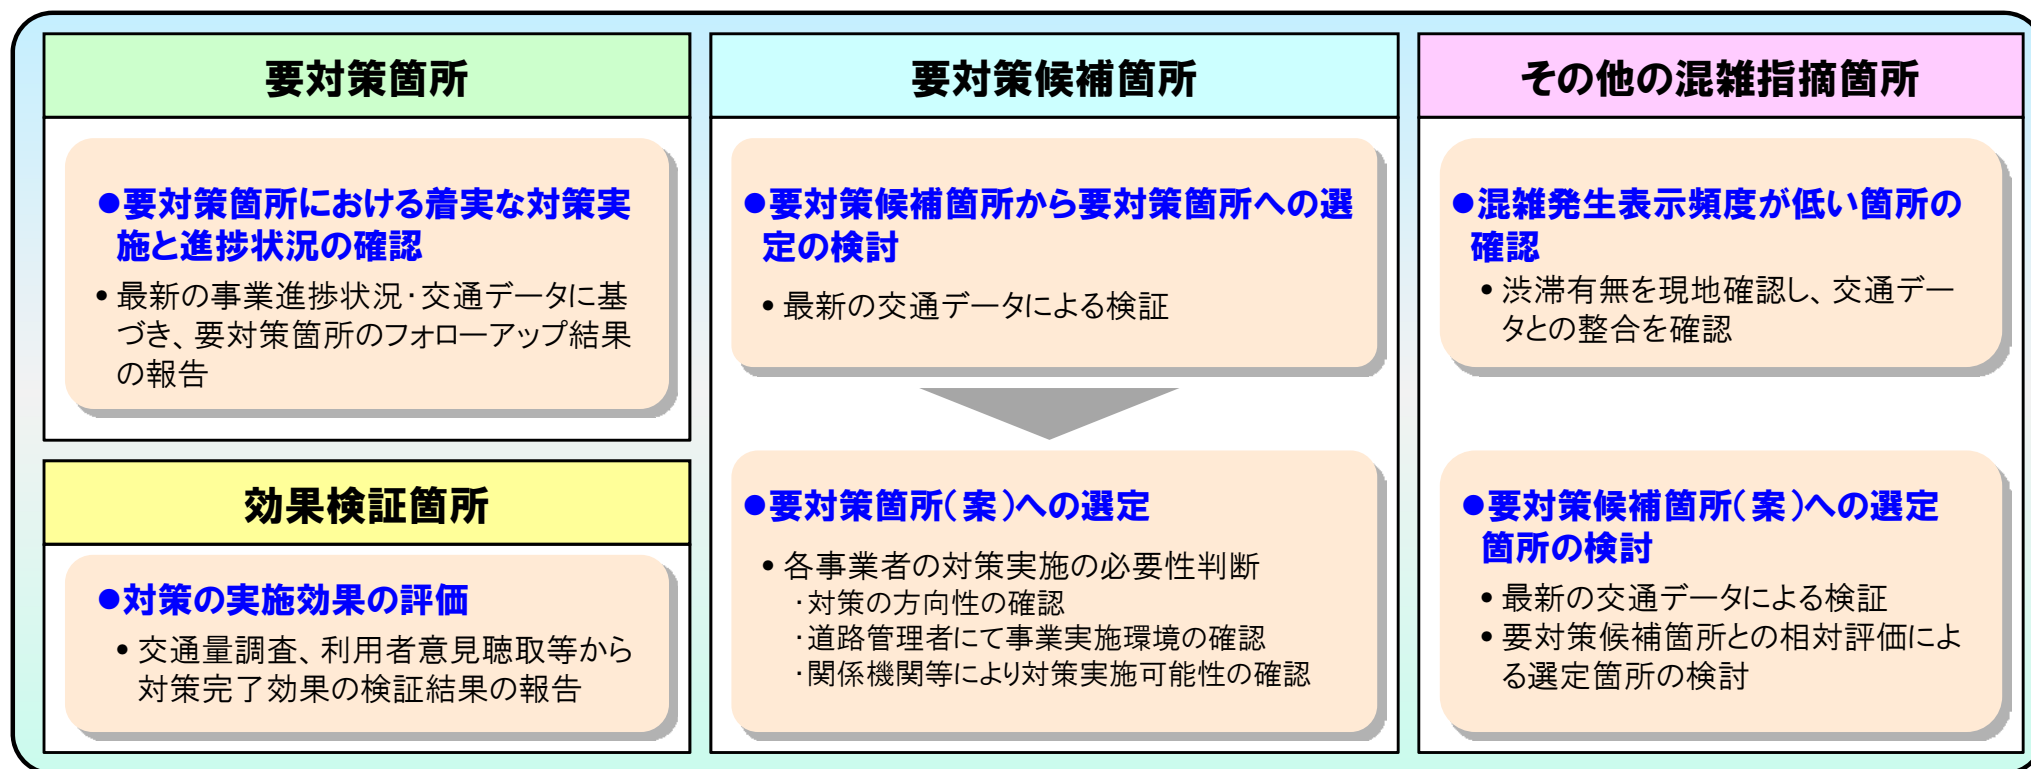 要対策箇所
●要対策箇所における着実な対策実
施と進捗状況の確認
•最新の事業進捗状況・交通データに基
づき、要対策箇所のフォローアップ結果
の報告
効果検証箇所
●対策の実施効果の評価
•交通量調査、利用者意見聴取等から
対策完了効果の検証結果の報告
要対策候補箇所
●要対策候補箇所から要対策箇所への選
定の検討
•最新の交通データによる検証
●要対策箇所(案)への選定
•各事業者の対策実施の必要性判断
・対策の方向性の確認
・道路管理者にて事業実施環境の確認
・関係機関等により対策実施可能性の確認
その他の混雑指摘箇所
●混雑発生表示頻度が低い箇所の
確認
•渋滞有無を現地確認し、交通デー
タとの整合を確認
●要対策候補箇所(案)への選定
箇所の検討
•最新の交通データによる検証
•要対策候補箇所との相対評価によ
る選定箇所の検討